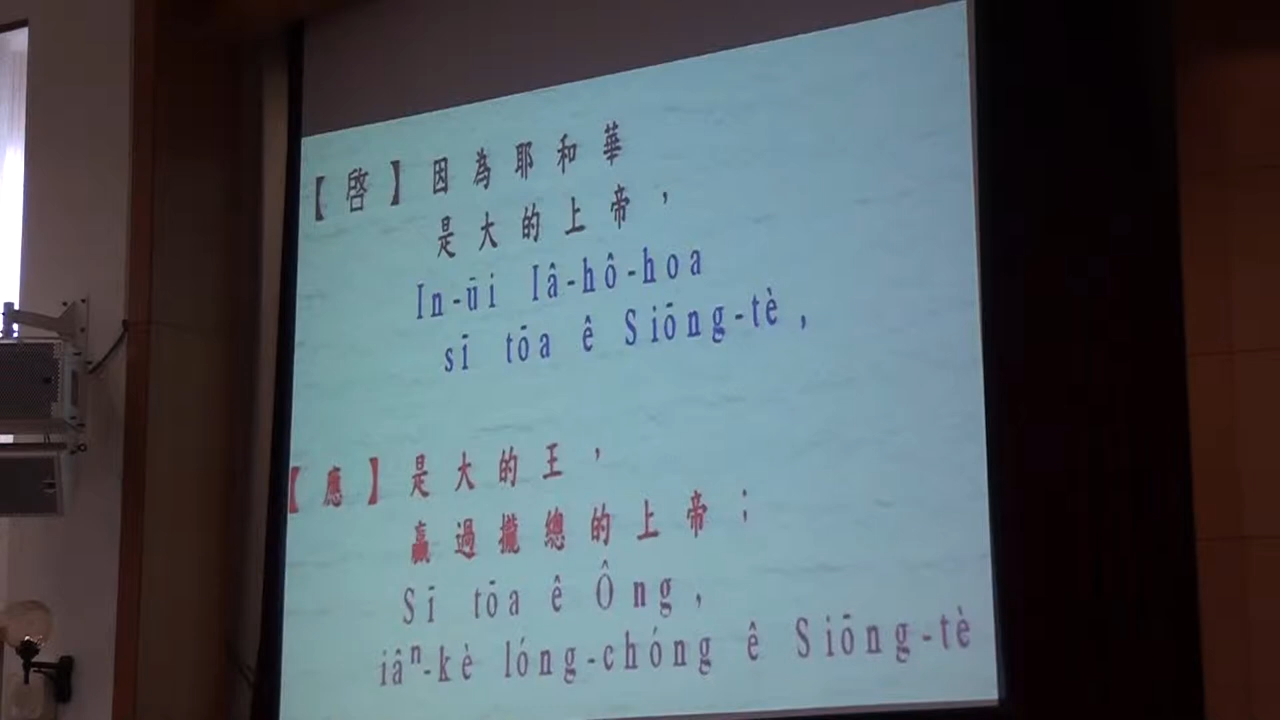 【啓】因為耶和華
是大的上帝，
In-ūi Iâ-hô-hoa
sī tōa ê Siōng-tè,
【應】是大的王，
贏過攏總的上帝；
Sī tōa ê Ông,
iâⁿ-kè lóng-chóng ê Siōng-tè